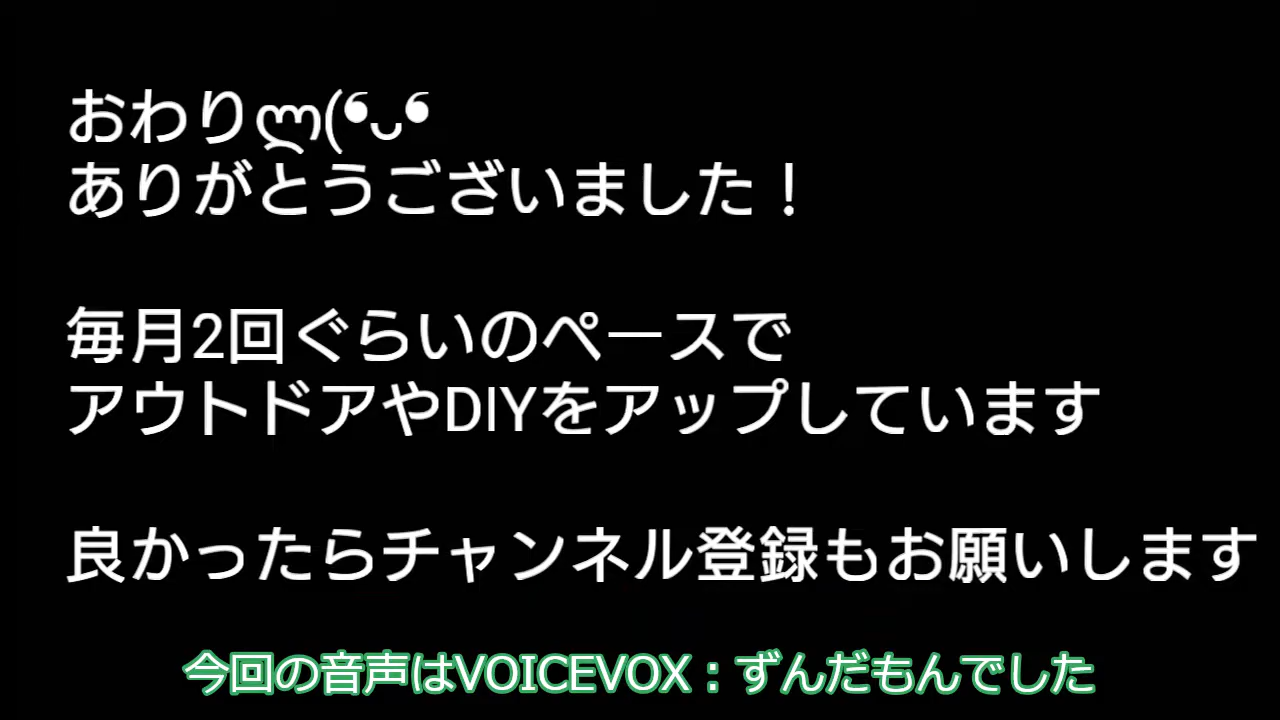 おわりლ(❛◡❛
ありがとうございました！
毎月2回ぐらいのペースで
アウトドアやDIYをアップしています
良かったらチャンネル登録もお願いします
今回の音声はVOICEVOX：ずんだもんでした